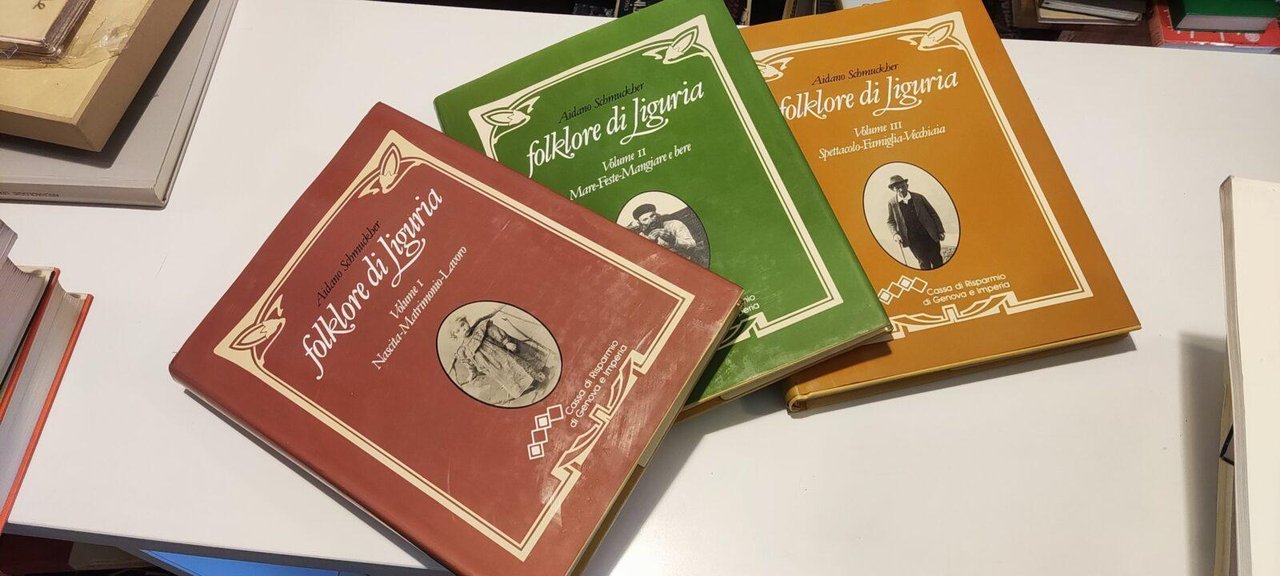 Aidano Schmuckher
folklore di Liguria
Volume I
Nascita-Matrimonio-Lavoro
Cassa di Risparmio
di Genova e Imperia
Aidano Schmuckher
folklore di Liguria
Volume II
Mare-Feste-Mangiare e bere
e Imperia
Aidano Schmuckher
folklore di Liguria
Volume III
Spettacolo-Famiglia-Vecchiaia
Cassa di Risparmio
di Genova e Imperia